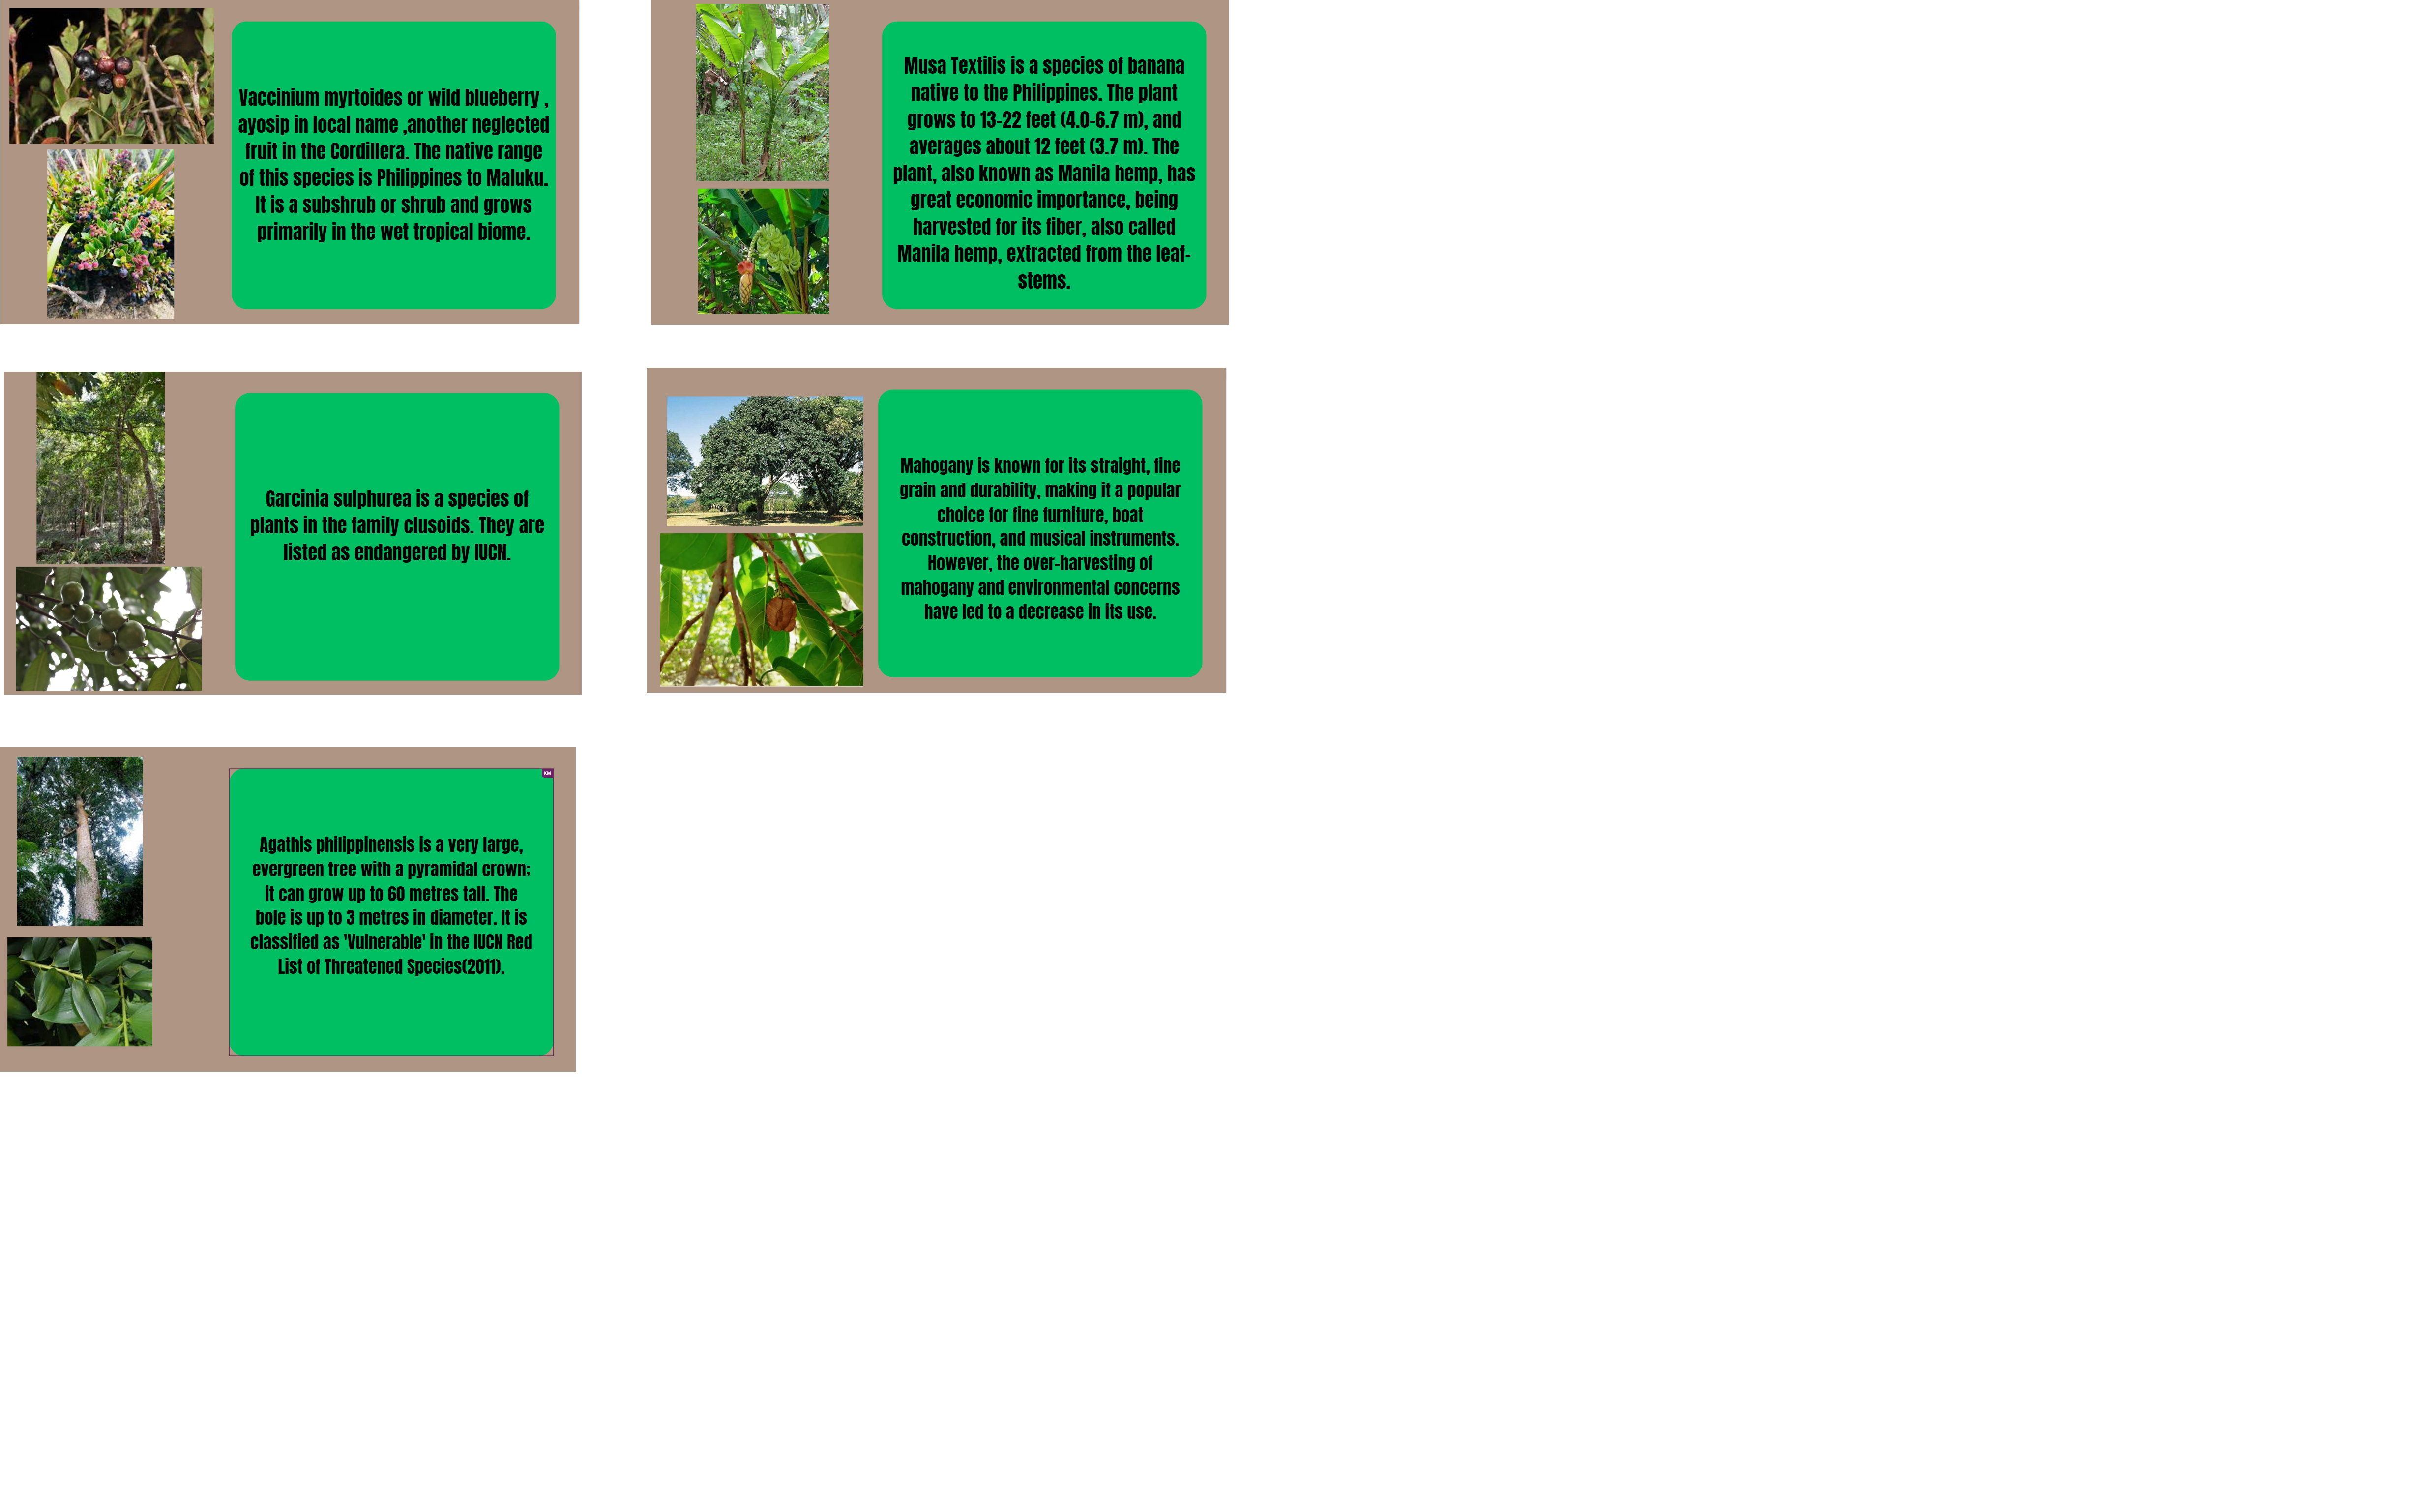 Vaccinium myrtoides or wild blueberry ,
ayosip in local name ,another neglected
fruit in the Cordillera. The native range
of this species is Philippines to Maluku.
It is a subshrub or shrub and grows
primarily in the wet tropical biome.
Musa Textilis is a species of banana
native to the Philippines. The plant
grows to 13-22 feet (4.0-6.7 m), and
averages about 12 feet (3.7 m). The
plant, also known as Manila hemp, has
great economic importance, being
harvested for its fiber, also called
Manila hemp, extracted from the leaf-
stems.
Garcinia sulphurea is a species of
plants in the family clusoids. They are
listed as endangered by IUCN.
Mahogany is known for its straight, fine
grain and durability, making it a popular
choice for fine furniture, boat
construction, and musical instruments.
However, the over-harvesting of
mahogany and environmental concerns
have led to a decrease in its use.
KM
Agathis philippinensis is a very large,
evergreen tree with a pyramidal crown;
it can grow up to 60 metres tall. The
bole is up to 3 metres in diameter. It is
classified as 'Vulnerable' in the IUCN Red
List of Threatened Species(2011).